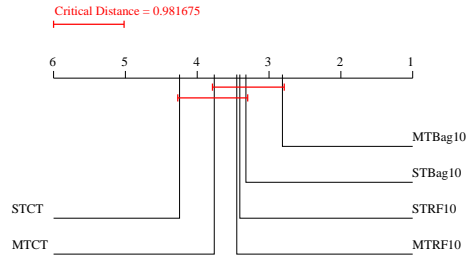 Critical Distance = 0.981675
6 5 4 3 2 1
MTBag10
STBag10
STCT STRF10
MTCT MTRF10